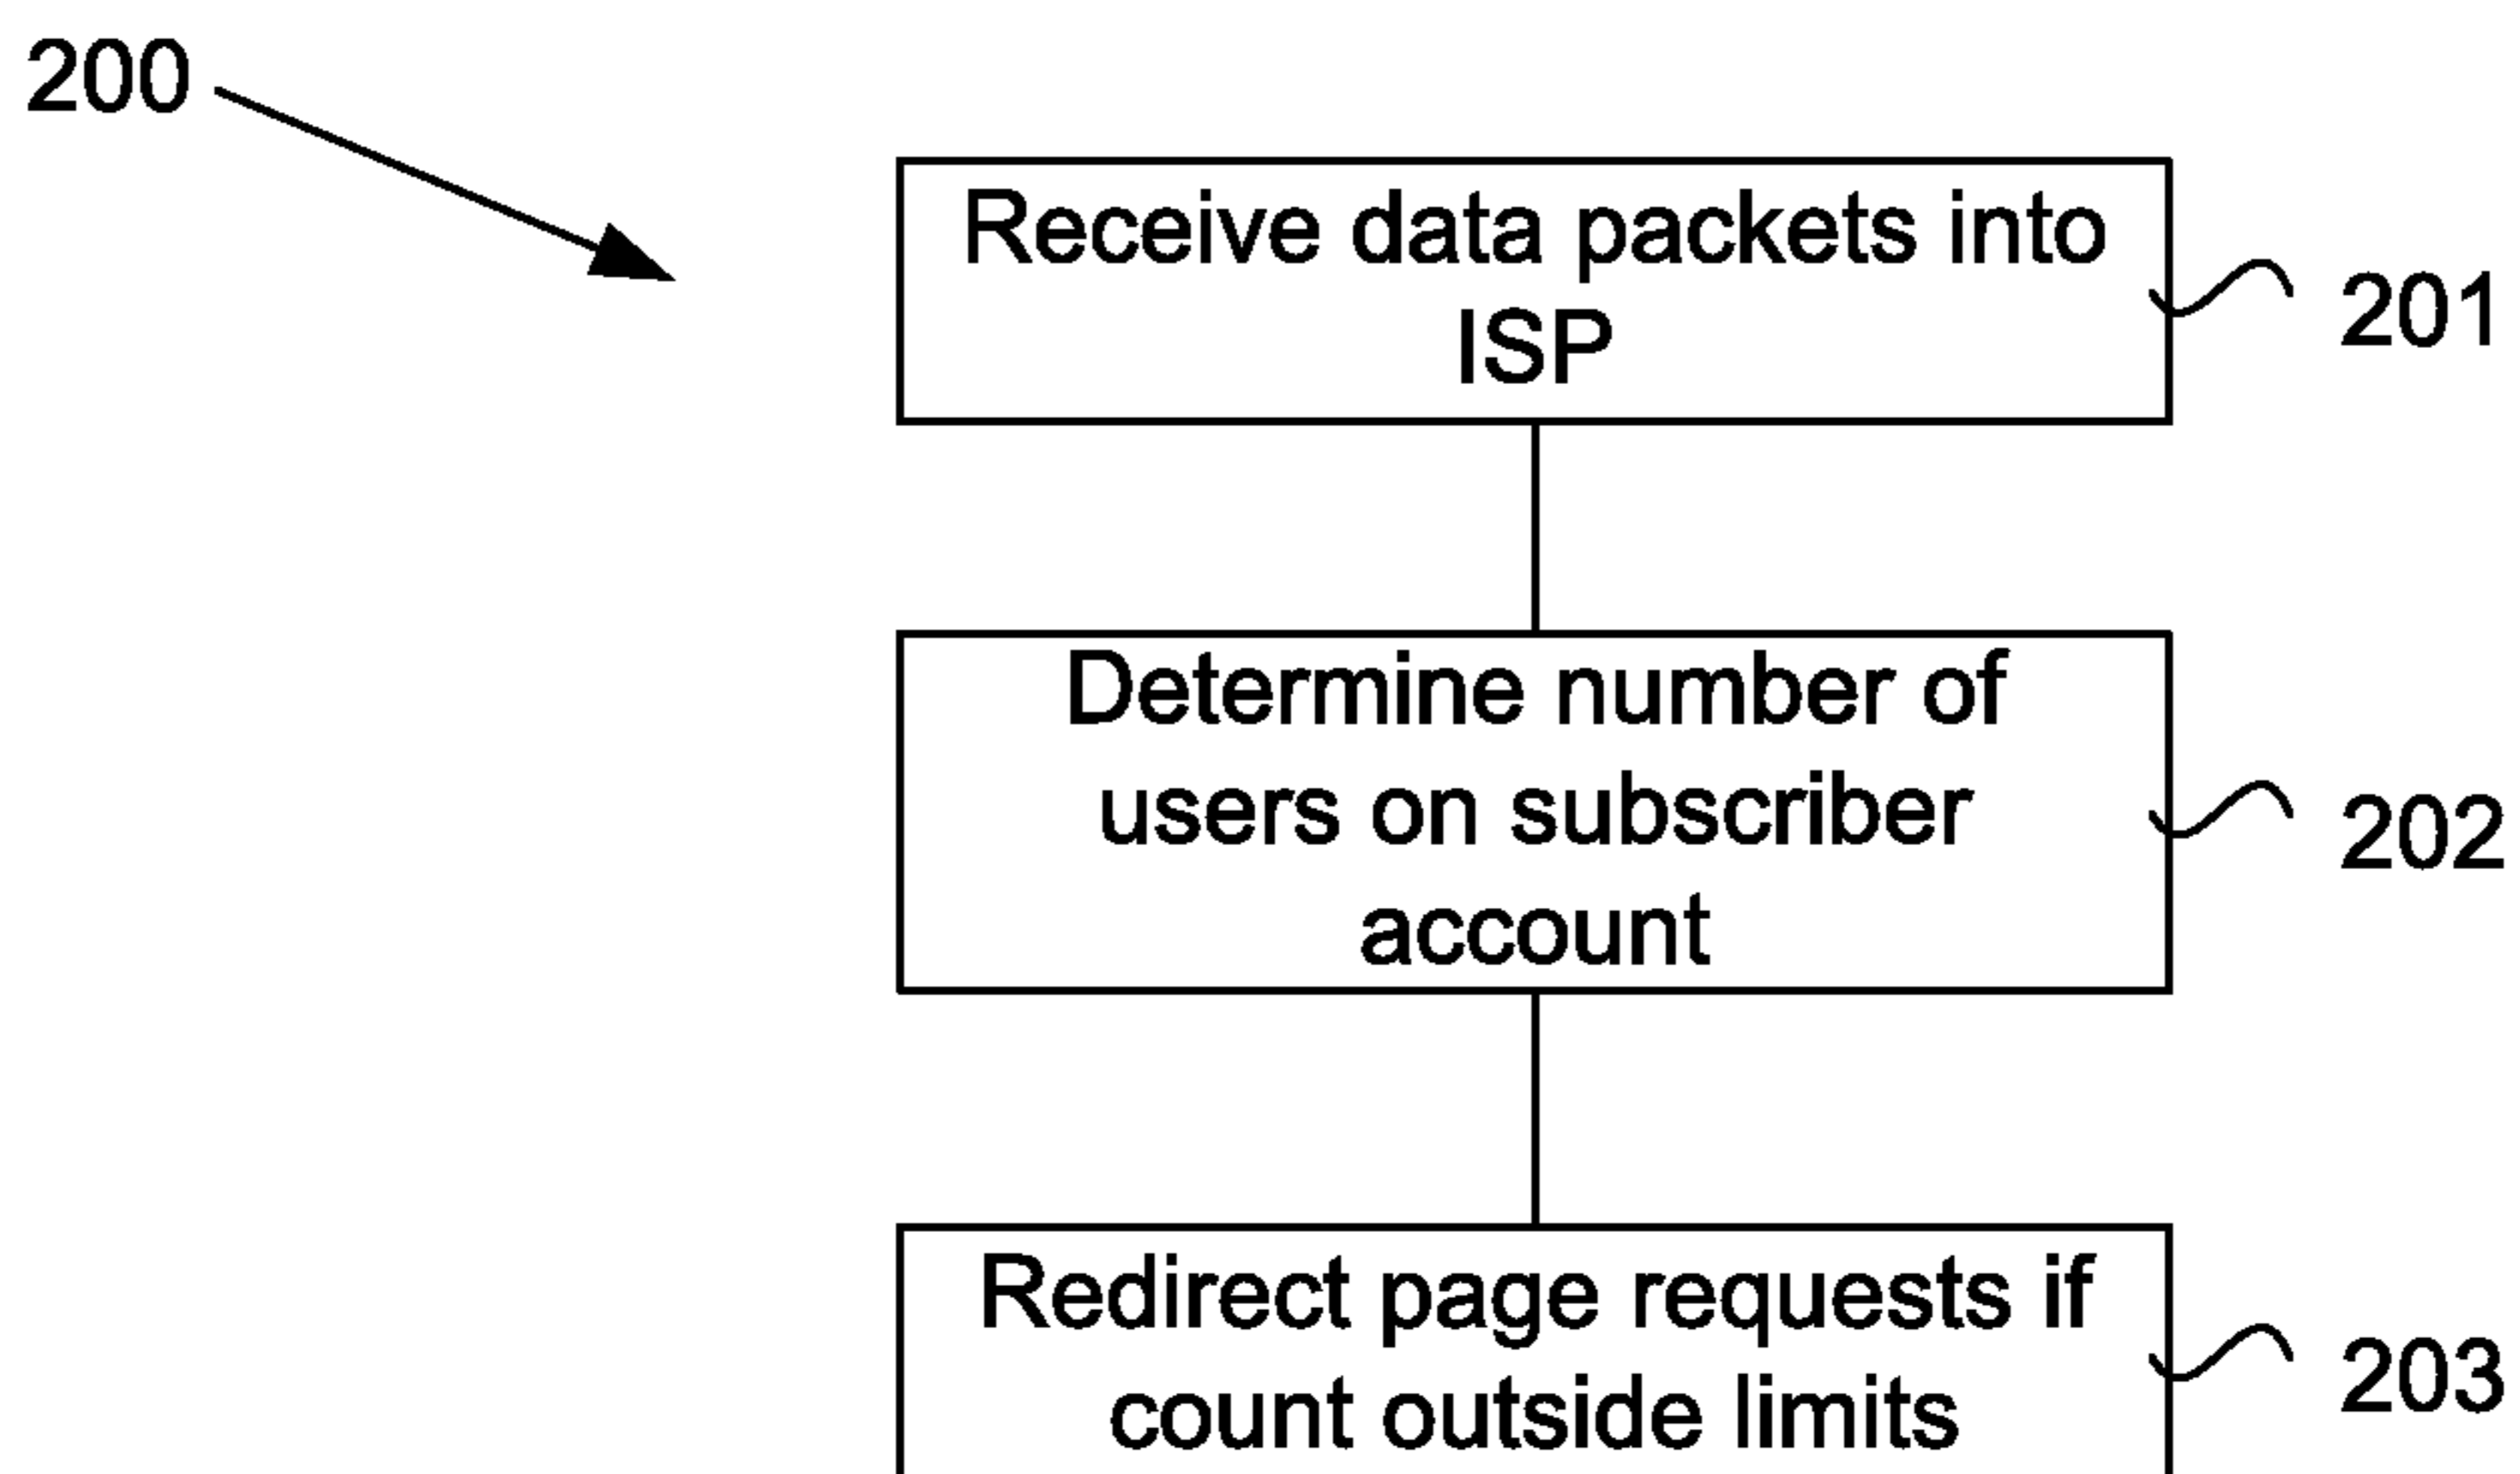 200
Receive data packets into
ISP
201
Determine number of
users on subscriber
account
202
Redirect page requests if
count outside limits
203